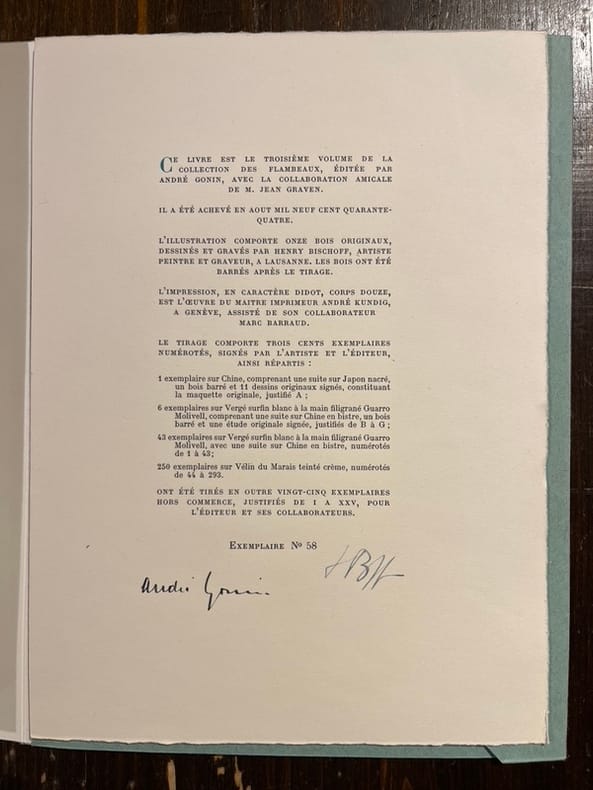 CE LIVRE EST LE TROISIÈME VOLUME DE LA
COLLECTION DES FLAMBEAUX, ÉDITÉE PAR
ANDRÉ GONIN, AVEC LA COLLABORATION AMICALE
DE M. JEAN GRAVEN.
IL A ÉTÉ ACHEVÉ EN AOUT MIL NEUF CENT QUARANTE-
QUATRE.
L'ILLUSTRATION COMPORTE ONZE BOIS ORIGINAUX,
DESSINÉS ET GRAVÉS PAR HENRY BISCHOFF, ARTISTE
PEINTRE ET GRAVEUR, A LAUSANNE. LES BOIS ONT ÉTÉ
BARRÉS APRÈS LE TIRAGE.
L'IMPRESSION, EN CARACTÈRE DIDOT, CORPS DOUZE,
EST L'ŒUVRE DU MAITRE IMPRIMEUR ANDRÉ KUNDIG,
A GENÈVE, ASSISTÉ DE SON COLLABORATEUR
MARC BARRAUD.
LE TIRAGE COMPORTE TROIS CENTS EXEMPLAIRES
NUMÉROTÉS, SIGNÉS PAR L'ARTISTE ET L'ÉDITEUR,
AINSI RÉPARTIS :
1 exemplaire sur Chine, comprenant une suite sur Japon nacré,
un bois barré et 11 dessins originaux signés, constituant
la maquette originale, justifié A ;
6 exemplaires sur Vergé surfin blanc à la main filigrané Guarro
Molivell, comprenant une suite sur Chine en bistre, un bois
barré et une étude originale signée, justifiés de B à G ;
43 exemplaires sur Vergé surfin blanc à la main filigrané Guarro
Molivell, avec une suite sur Chine en bistre, numérotés
de 1 à 43;
250 exemplaires sur Vélin du Marais teinté crème, numérotés
de 44 à 293.
ONT ÉTÉ TIRÉS EN OUTRE VINGT-CINQ EXEMPLAIRES
HORS COMMERCE, JUSTIFIÉS DE I A XXV, POUR
L'ÉDITEUR ET SES COLLABORATEURS.
EXEMPLAIRE Nº 58
André Gonin